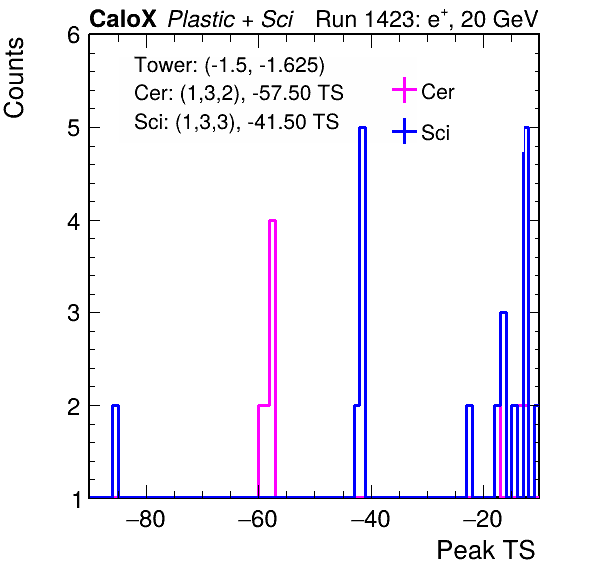 CaloX Plastic + Sci Run 1423: e+, 20 GeV
Counts
6
Tower: (-1.5, -1.625)
Cer: (1,3,2), -57.50 TS
Sci: (1,3,3), -41.50 TS
Cer
Sci
5
4
3
2
1
−80 −60 −40 −20
Peak TS